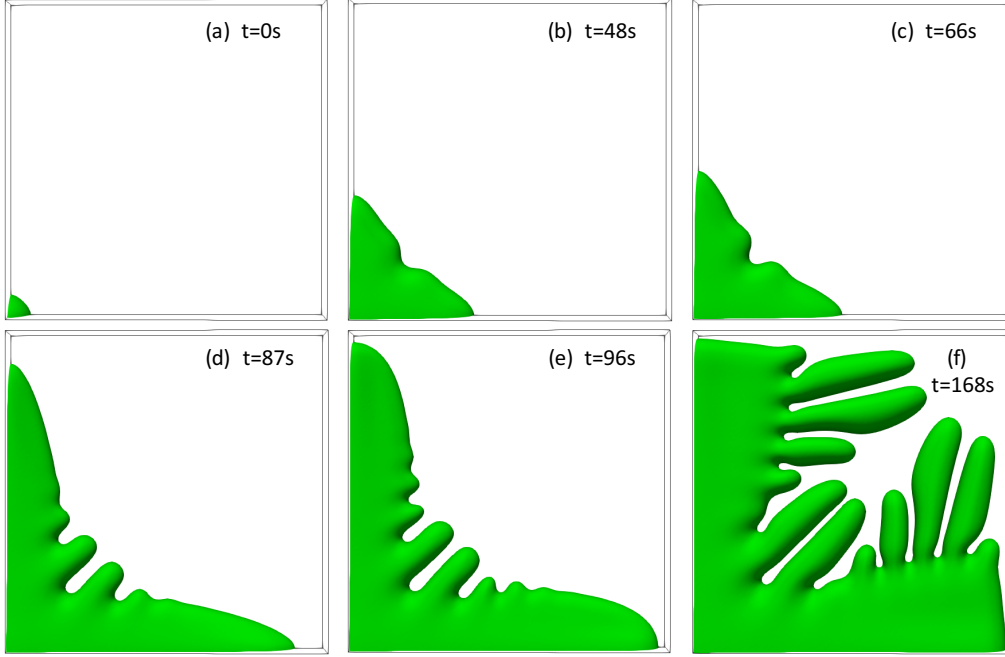 (a) t=0s
(b) t=48s
(c) t=66s
(d) t=87s
(e) t=96s
(f)
t=168s